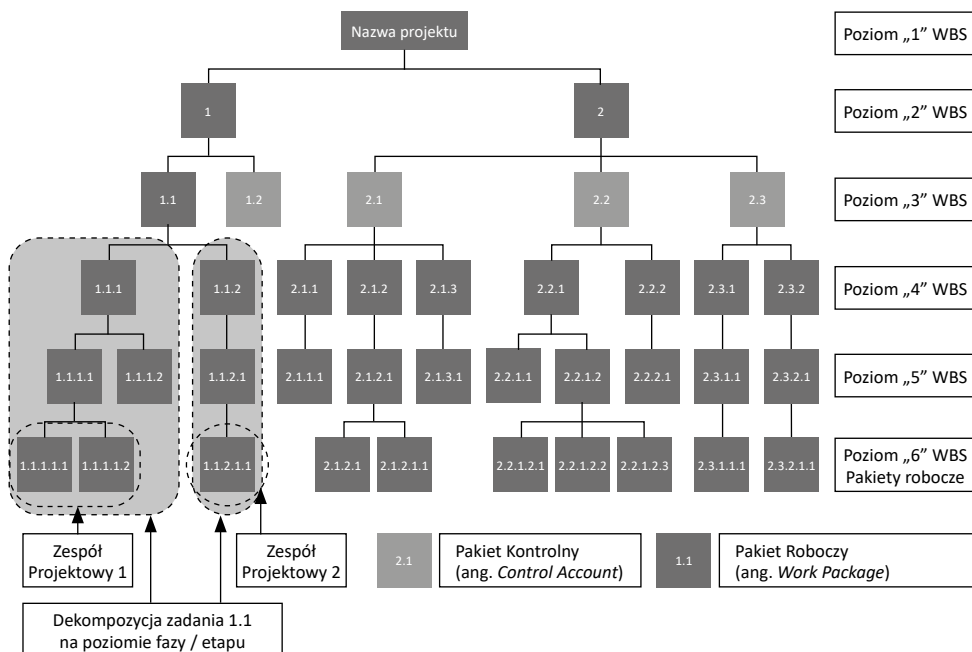 Nazwa projektu
Poziom „1” WBS
1
2
Poziom „2” WBS
1.1
1.2
2.1
2.2
2.3
Poziom „3” WBS
1.1.1
1.1.2
2.1.1
2.1.2
2.1.3
2.2.1
2.2.2
2.3.1
2.3.2
Poziom „4” WBS
1.1.1.1
1.1.1.2
1.1.2.1
2.1.1.1
2.1.2.1
2.1.3.1
2.2.1.1
2.2.1.2
2.2.2.1
2.3.1.1
2.3.2.1
Poziom „5” WBS
1.1.1.1.1
1.1.1.1.2
1.1.2.1.1
2.1.2.1
2.1.2.1.1
2.2.1.2.1
2.2.1.2.2
2.2.1.2.3
2.3.1.1.1
2.3.2.1.1
Poziom „6” WBS
Pakiety robocze
Zespół
Projektowy 1
Zespół
Projektowy 2
2.1
Pakiet Kontrolny
(ang. Control Account)
1.1
Pakiet Roboczy
(ang. Work Package)
Dekompozycja zadania 1.1
na poziomie fazy / etapu